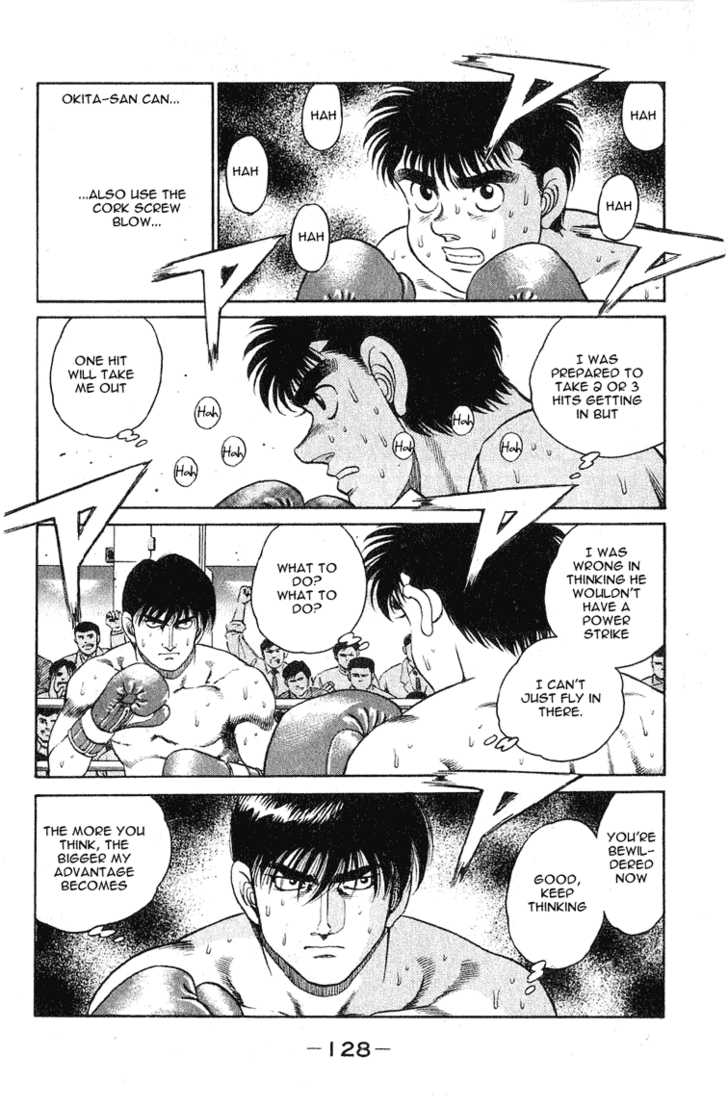 OKITA-SAN CAN...
...ALSO USE THE
CORK SCREW
BLOW...
HAH
HAH
HAH
HAH
HAH
I WAS
PREPARED TO
TAKE 2 OR 3
HITS GETTING
IN BUT
ONE HIT
WILL TAKE
ME OUT
Hah
Hah
Hah
Hah
Hah
Hah
I WAS
WRONG IN
THINKING HE
WOULDN'T
HAVE A
POWER
STRIKE
I CAN'T
JUST FLY IN
THERE.
WHAT TO
DO?
WHAT TO
DO?
YOU'RE
BEWIL-
DERED
NOW
GOOD,
KEEP
THINKING
THE MORE YOU
THINK, THE
BIGGER MY
ADVANTAGE
BECOMES
-128-